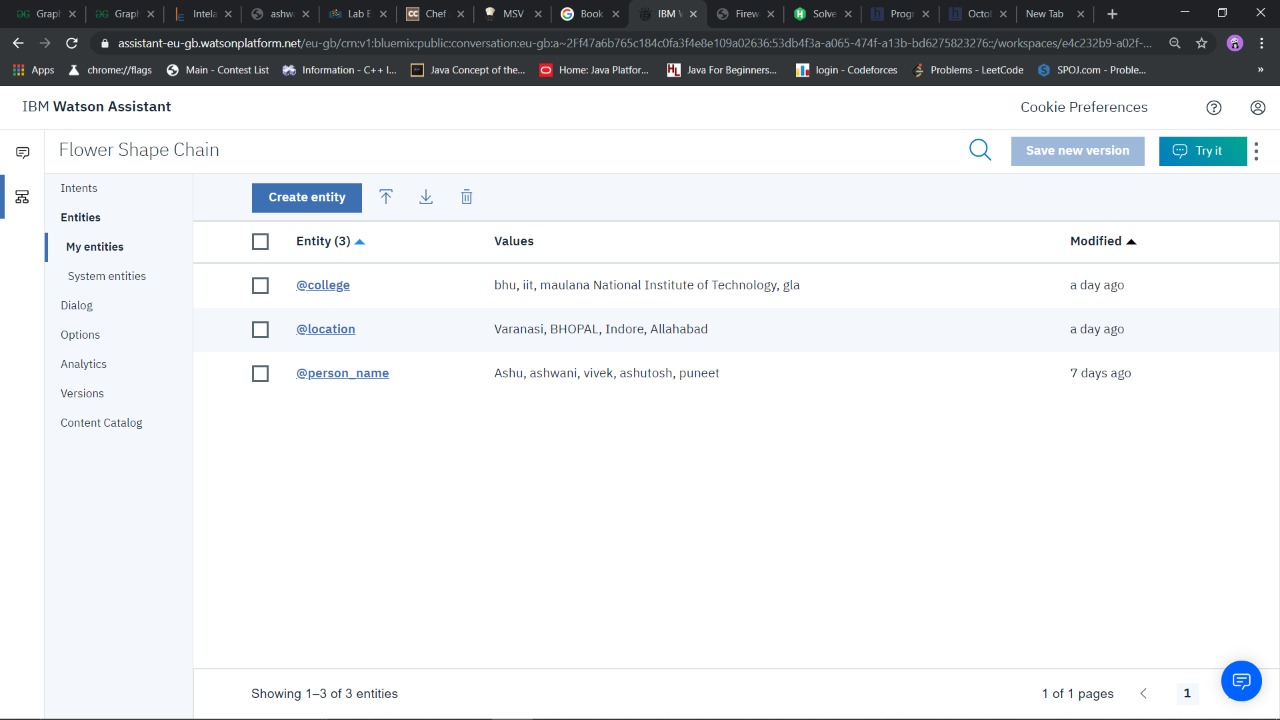 Grapl Grapl Intela ashw Lab E Chef MSV Book IBM W Firew Solve Progr Octol New Tab
assistant-eu-gb.watsonplatform.net/eu-gb/crn:v1:bluemix:public:conversation:eu-gb:a~2Ff47a6b765c184c0fa3f4e8e109a02636:53db4f3a-a065-474f-a13b-bd6275823276::/workspaces/e4c232b9-a02f-...
Apps chrome://flags Main - Contest List Information - C++ I... Java Concept of the... Home: Java Platfor... Java For Beginners... login - Codeforces Problems - LeetCode SPOJ.com - Proble... »
IBM Watson Assistant Cookie Preferences
Flower Shape Chain Save new version Try it
Intents
Entities
My entities
System entities
Dialog
Options
Analytics
Versions
Content Catalog
Create entity
Entity (3) Values Modified
@college bhu, iit, maulana National Institute of Technology, gla a day ago
@location Varanasi, BHOPAL, Indore, Allahabad a day ago
@person_name Ashu, ashwani, vivek, ashutosh, puneet 7 days ago
Showing 1–3 of 3 entities 1 of 1 pages 1